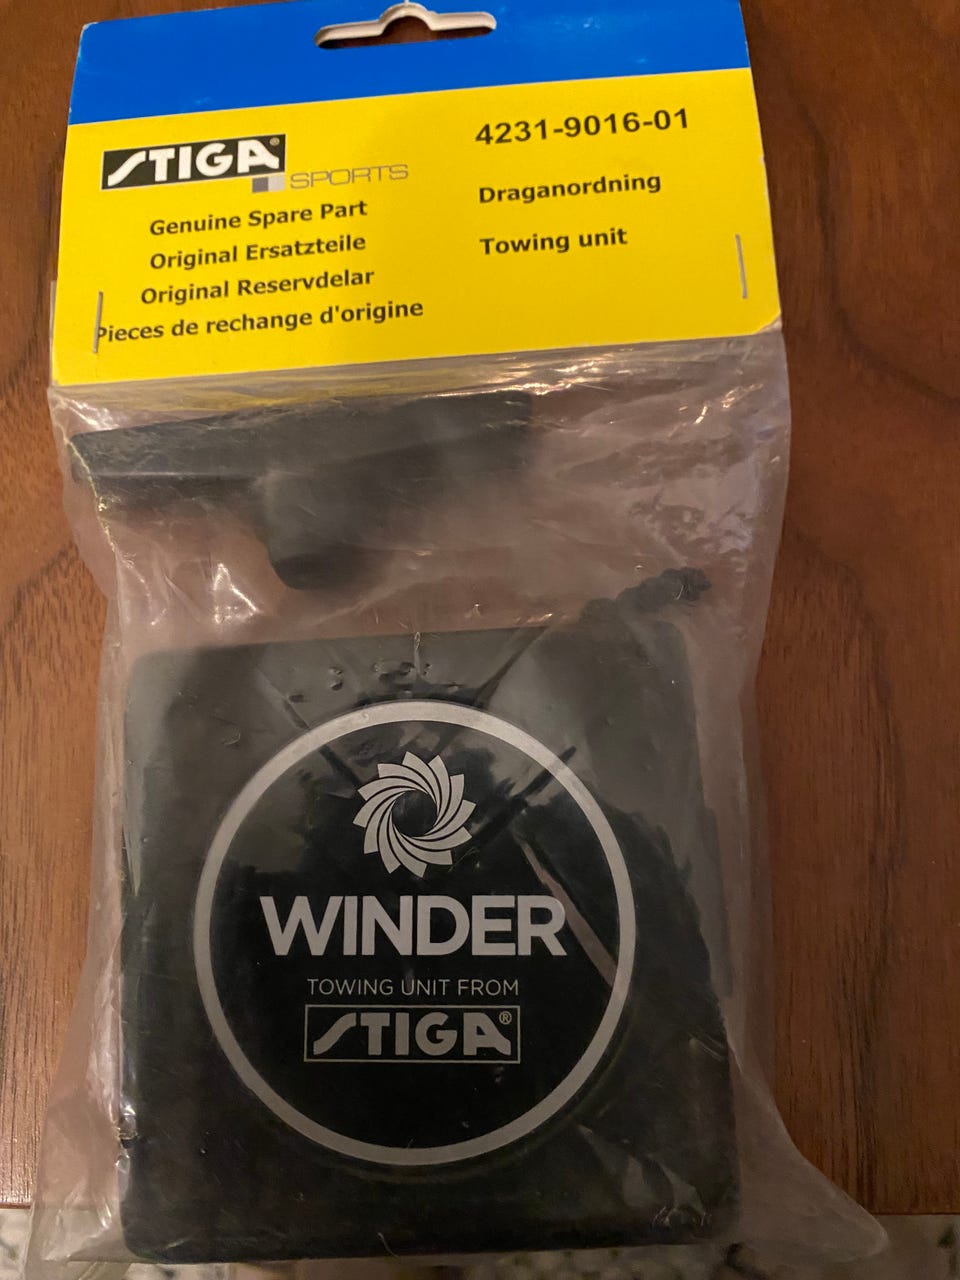 STIGA®
SPORTS
Genuine Spare Part
Original Ersatzteile
Original Reservdelar
Pieces de rechange d'origine
4231-9016-01
Draganordning
Towing unit
WINDER
TOWING UNIT FROM
STIGA®